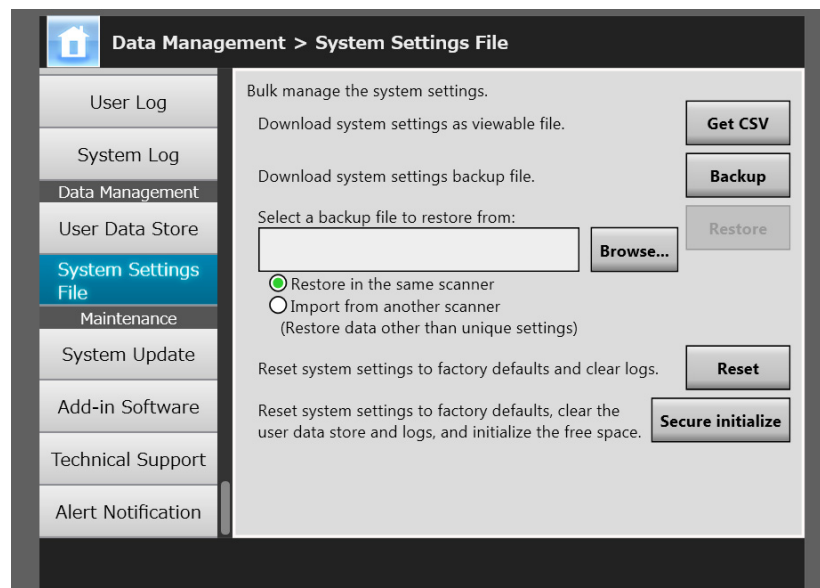 Data Management > System Settings File
User Log
System Log
Data Management
User Data Store
System Settings
File
Maintenance
System Update
Add-in Software
Technical Support
Alert Notification
Bulk manage the system settings.
Download system settings as viewable file.
Get CSV
Download system settings backup file.
Backup
Select a backup file to restore from:
Restore
Browse...
Restore in the same scanner
Import from another scanner
(Restore data other than unique settings)
Reset system settings to factory defaults and clear logs.
Reset
Reset system settings to factory defaults, clear the
user data store and logs, and initialize the free space.
Secure initialize